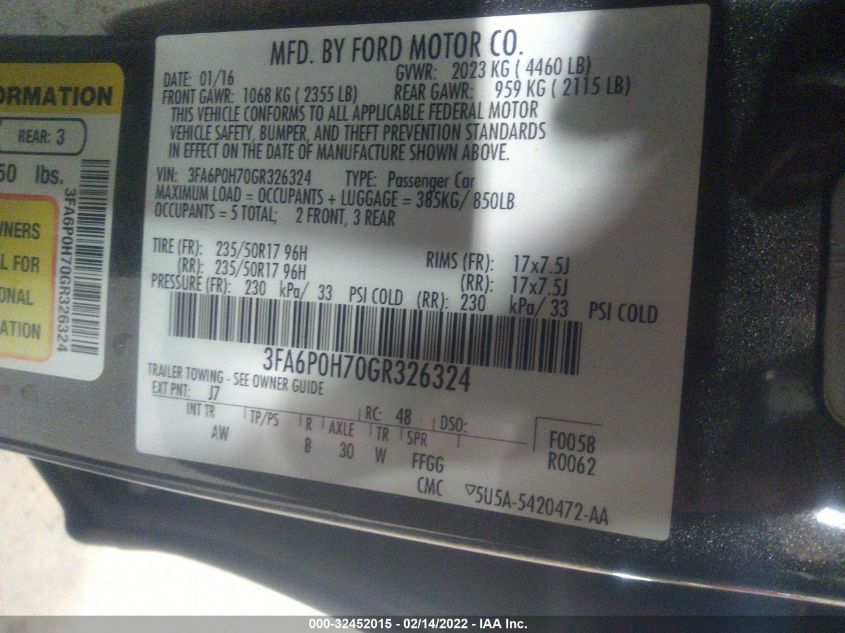 MFD. BY FORD MOTOR CO.
DATE: 01/16 GVWR: 2023 KG ( 4460 LB)
FRONT GAWR: 1068 KG ( 2355 LB) REAR GAWR: 959 KG ( 2115 LB)
THIS VEHICLE CONFORMS TO ALL APPLICABLE FEDERAL MOTOR
VEHICLE SAFETY, BUMPER, AND THEFT PREVENTION STANDARDS
IN EFFECT ON THE DATE OF MANUFACTURE SHOWN ABOVE.
VIN: 3FA6P0H70GR326324 TYPE: Passenger Car
MAXIMUM LOAD = OCCUPANTS + LUGGAGE = 385KG/ 850LB
OCCUPANTS = 5 TOTAL; 2 FRONT, 3 REAR
TIRE (FR): 235/50R17 96H RIMS (FR): 17x7.5J
(RR): 235/50R17 96H (RR): 17x7.5J
PRESSURE (FR): 230 kPa/ 33 PSI COLD (RR): 230 kPa/ 33 PSI COLD
3FA6P0H70GR326324
TRAILER TOWING - SEE OWNER GUIDE
EXT PNT: J7 RC: 48 DSO:
INT TR TP/PS R AXLE TR SPR F0058
AW B 30 W FFGG R0062
CMC ▽5U5A-5420472-AA
ORMATION
REAR: 3
50 lbs.
WNERS
L FOR
ONAL
ATION
3FA6P0H70GR326324
000-32452015 - 02/14/2022 - IAA Inc.